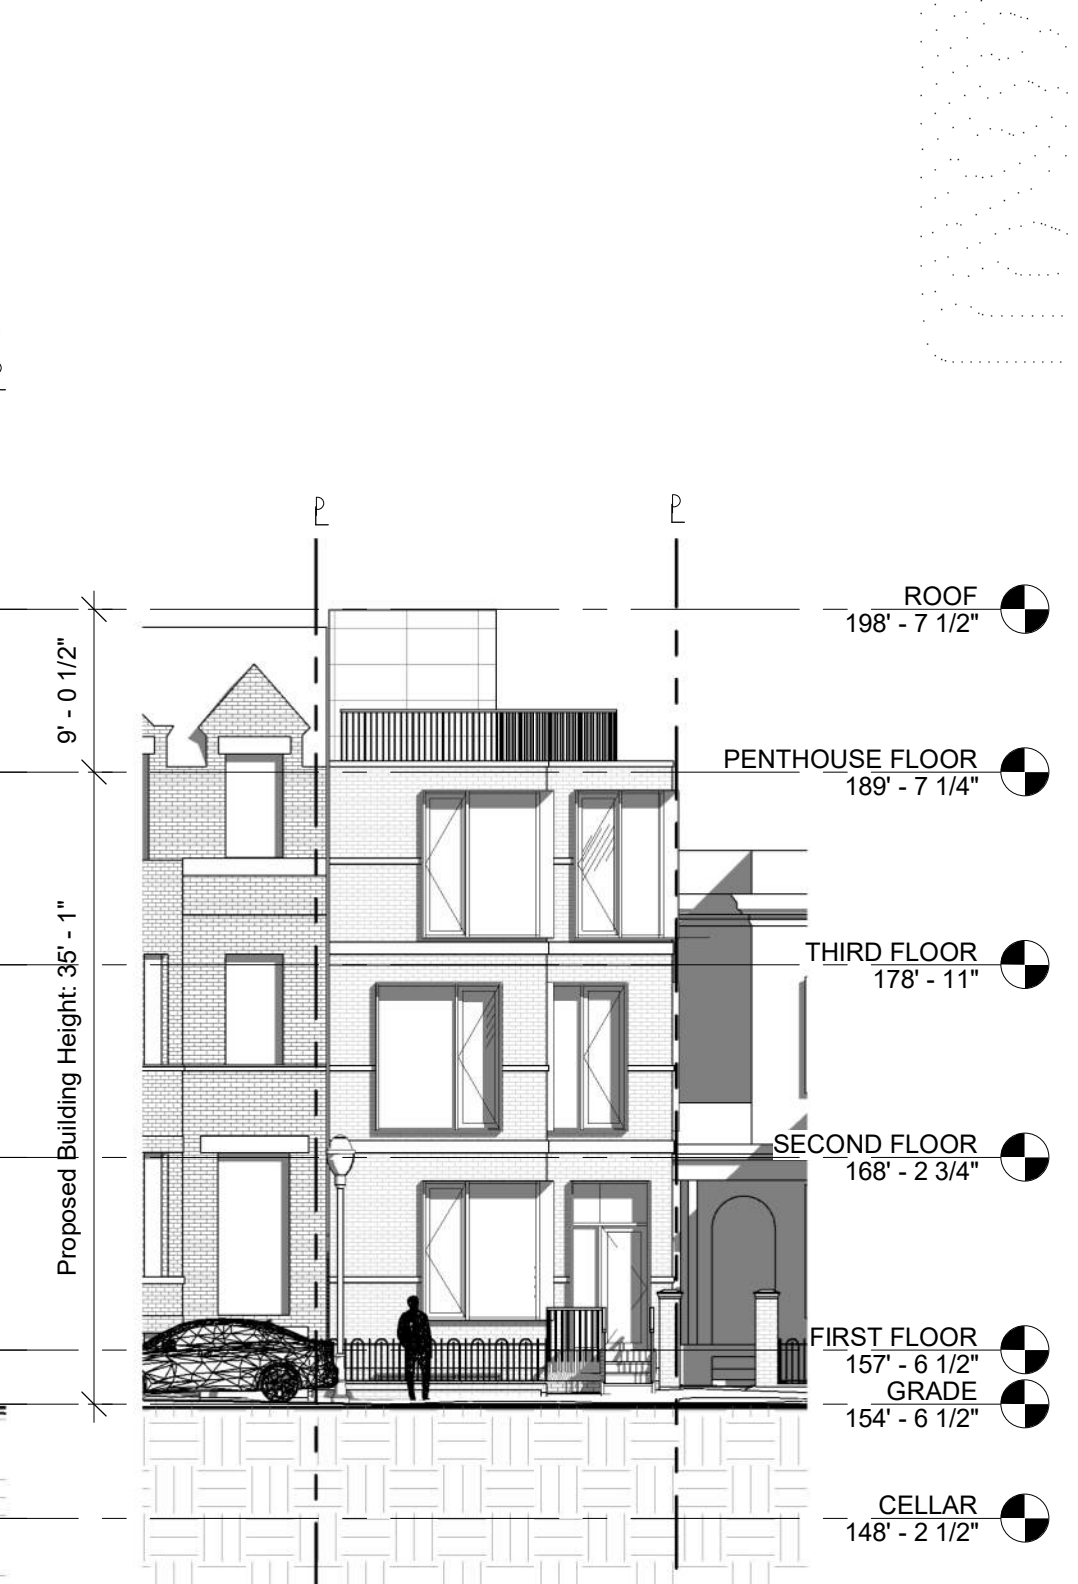 PL
PL
ROOF
198' - 7 1/2"
9' - 0 1/2"
PENTHOUSE FLOOR
189' - 7 1/4"
Proposed Building Height: 35' - 1"
THIRD FLOOR
178' - 11"
SECOND FLOOR
168' - 2 3/4"
FIRST FLOOR
157' - 6 1/2"
GRADE
154' - 6 1/2"
CELLAR
148' - 2 1/2"